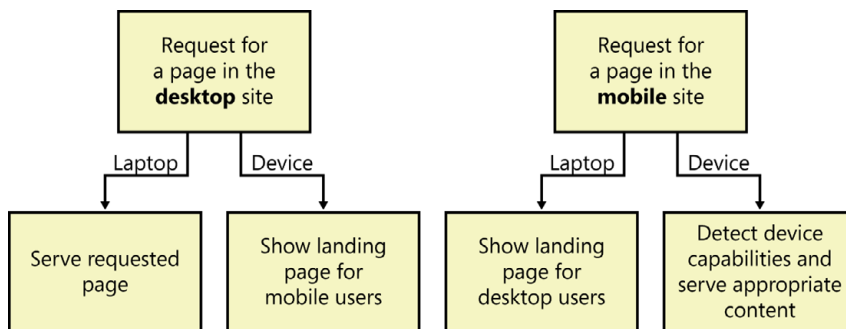 Request for
a page in the
desktop site
Request for
a page in the
mobile site
Laptop
Device
Laptop
Device
Serve requested
page
Show landing
page for
mobile users
Show landing
page for
desktop users
Detect device
capabilities and
serve appropriate
content